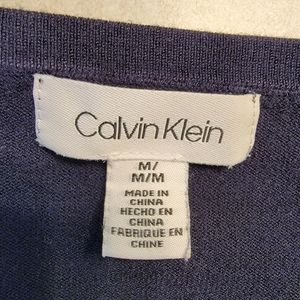 Calvin Klein
M/
M/M
MADE IN
CHINA
HECHO EN
CHINA
FABRIQUE EN
CHINE